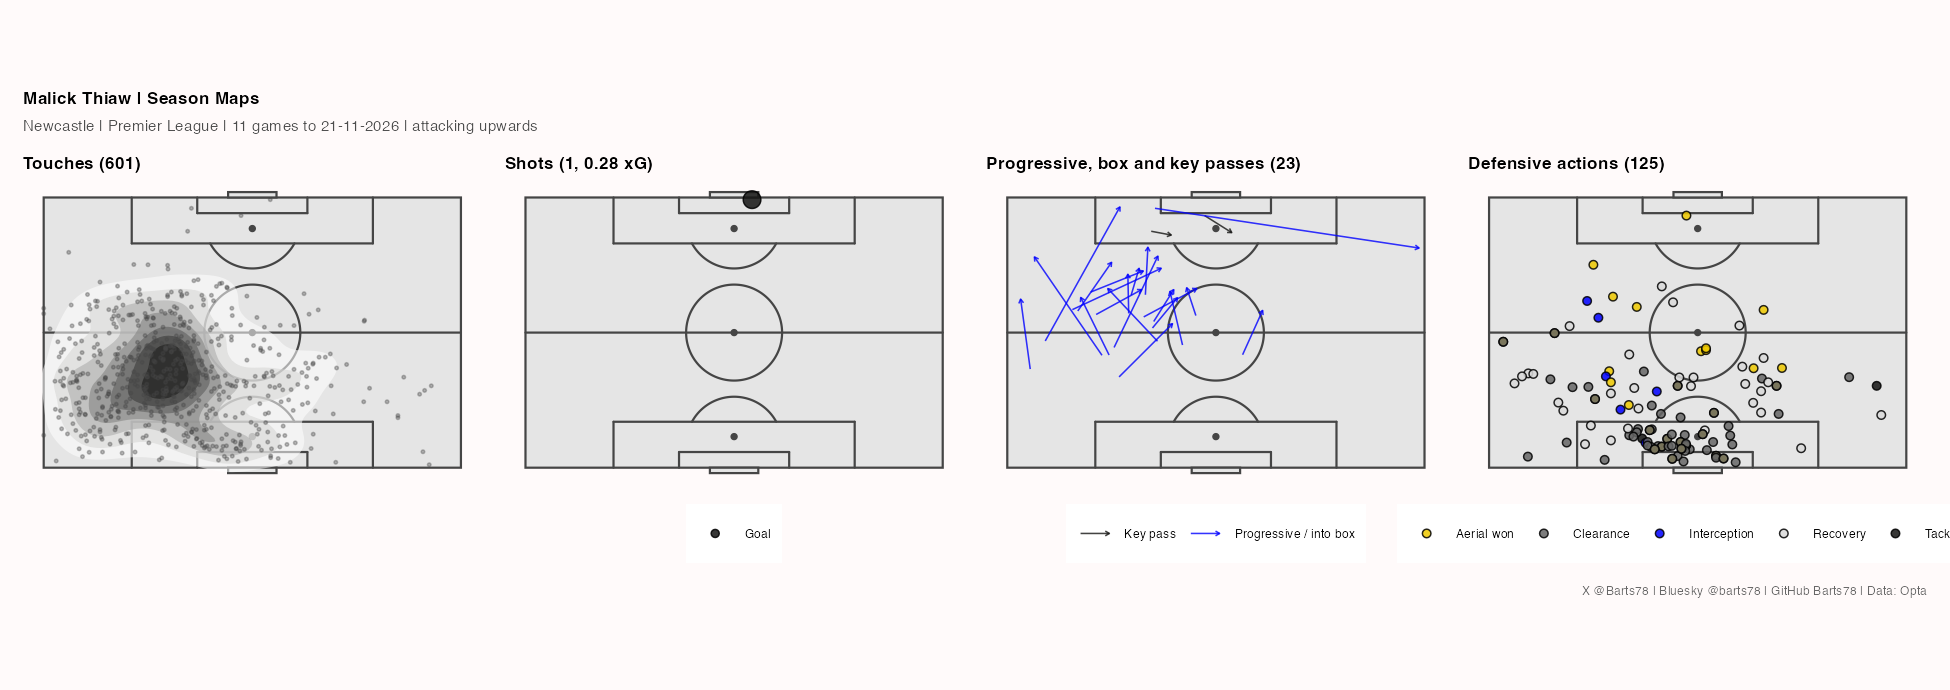 Malick Thiaw | Season Maps
Newcastle | Premier League | 11 games to 21-11-2026 | attacking upwards
Touches (601)
Shots (1, 0.28 xG)
Progressive, box and key passes (23)
Defensive actions (125)
Goal
Key pass
Progressive / into box
Aerial won
Clearance
Interception
Recovery
Tack
X @Barts78 | Bluesky @barts78 | GitHub Barts78 | Data: Opta